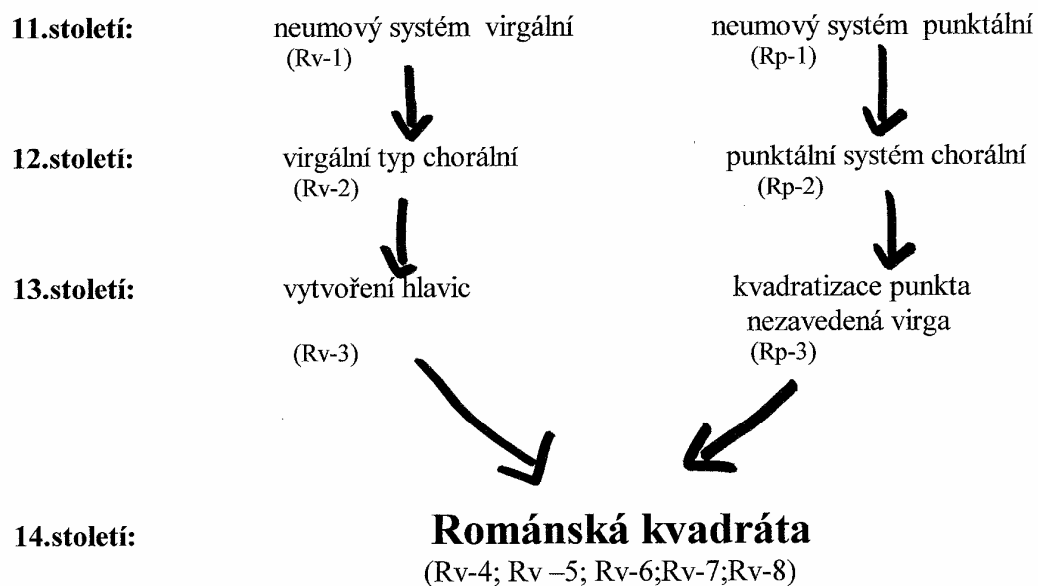 11.století: neumový systém virgální neumový systém punktální
(Rv-1) (Rp-1)
12.století: virgální typ chorální punktální systém chorální
(Rv-2) (Rp-2)
13.století: vytvoření hlavic kvadratizace punkta
nezavedená virga
(Rv-3) (Rp-3)
14.století: Románská kvadráta
(Rv-4; Rv –5; Rv-6;Rv-7;Rv-8)